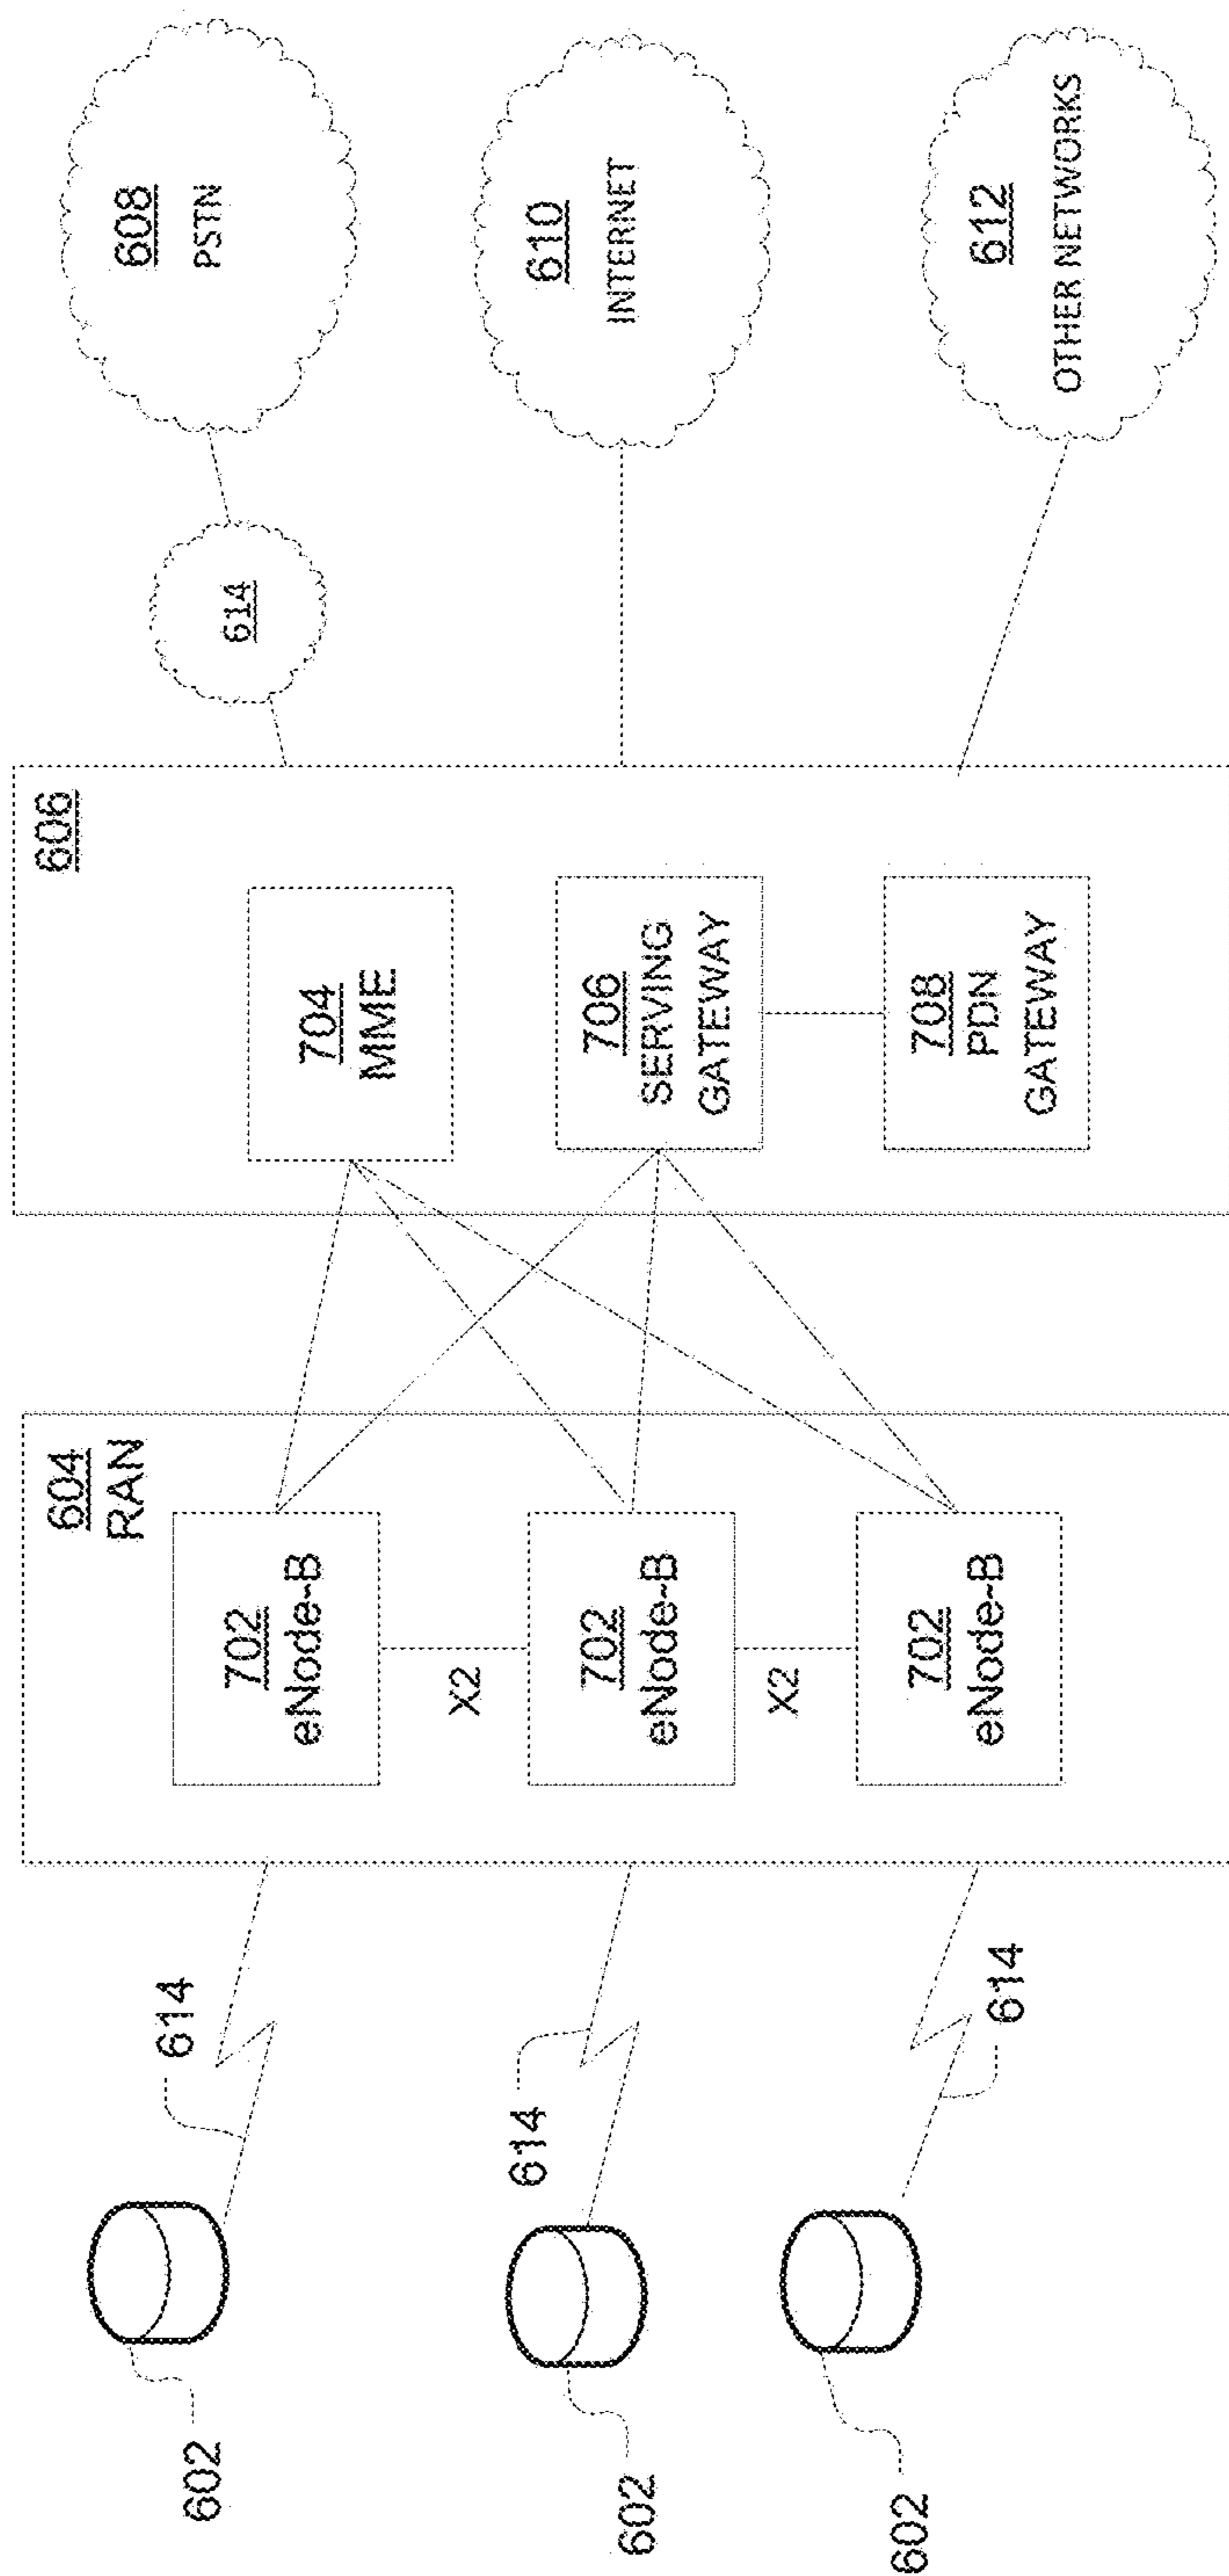 602
602
602
614
614
614
604
RAN
702
eNode-B
X2
702
eNode-B
X2
702
eNode-B
606
704
MME
706
SERVING
GATEWAY
708
PDN
GATEWAY
614
608
PSTN
610
INTERNET
612
OTHER NETWORKS